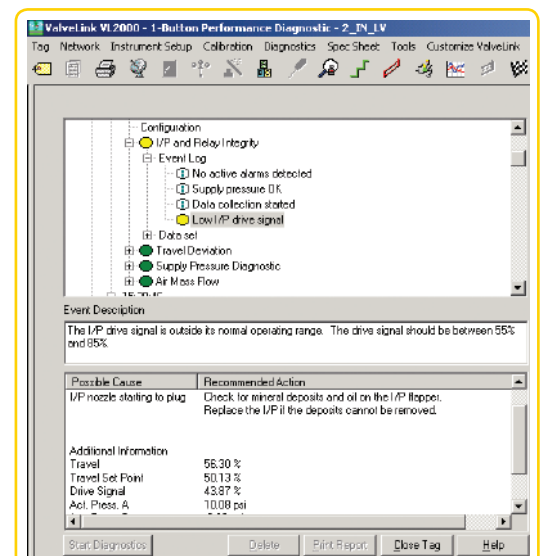 ValveLink VL2000 - 1-Button Performance Diagnostic - 2_IN_LV
Tag Network Instrument Setup Calibration Diagnostics Spec Sheet Tools Customize ValveLink
Configuration
I/P and Relay Integrity
Event Log
No active alarms detected
Supply pressure OK
Data collection started
Low I/P drive signal
Data set
Travel Deviation
Supply Pressure Diagnostic
Air Mass Flow
Event Description
The I/P drive signal is outside its normal operating range. The drive signal should be between 55%
and 85%.
Possible Cause Recommended Action
I/P nozzle starting to plug Check for mineral deposits and oil on the I/P flapper.
Replace the I/P if the deposits cannot be removed.
Additional Information
Travel 56.30 %
Travel Set Point 50.13 %
Drive Signal 43.87 %
Act. Press. A 10.08 psi
Start Diagnostics Delete Print Report Close Tag Help